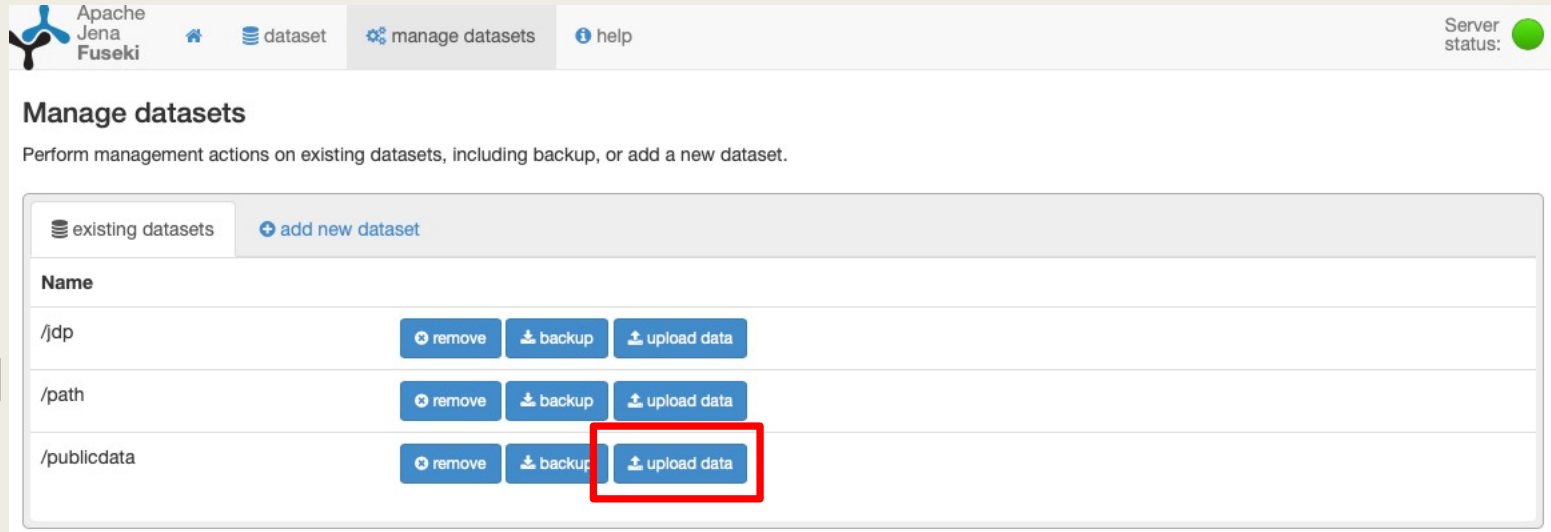 Apache
Jena
Fuseki
dataset
manage datasets
help
Server
status:
Manage datasets
Perform management actions on existing datasets, including backup, or add a new dataset.
existing datasets
add new dataset
Name
/jdp
remove
backup
upload data
/path
remove
backup
upload data
/publicdata
remove
backup
upload data